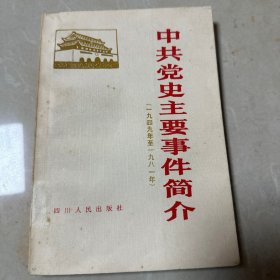 中共党史主要事件简介
（一九四九年至一九八一年）
四川人民出版社